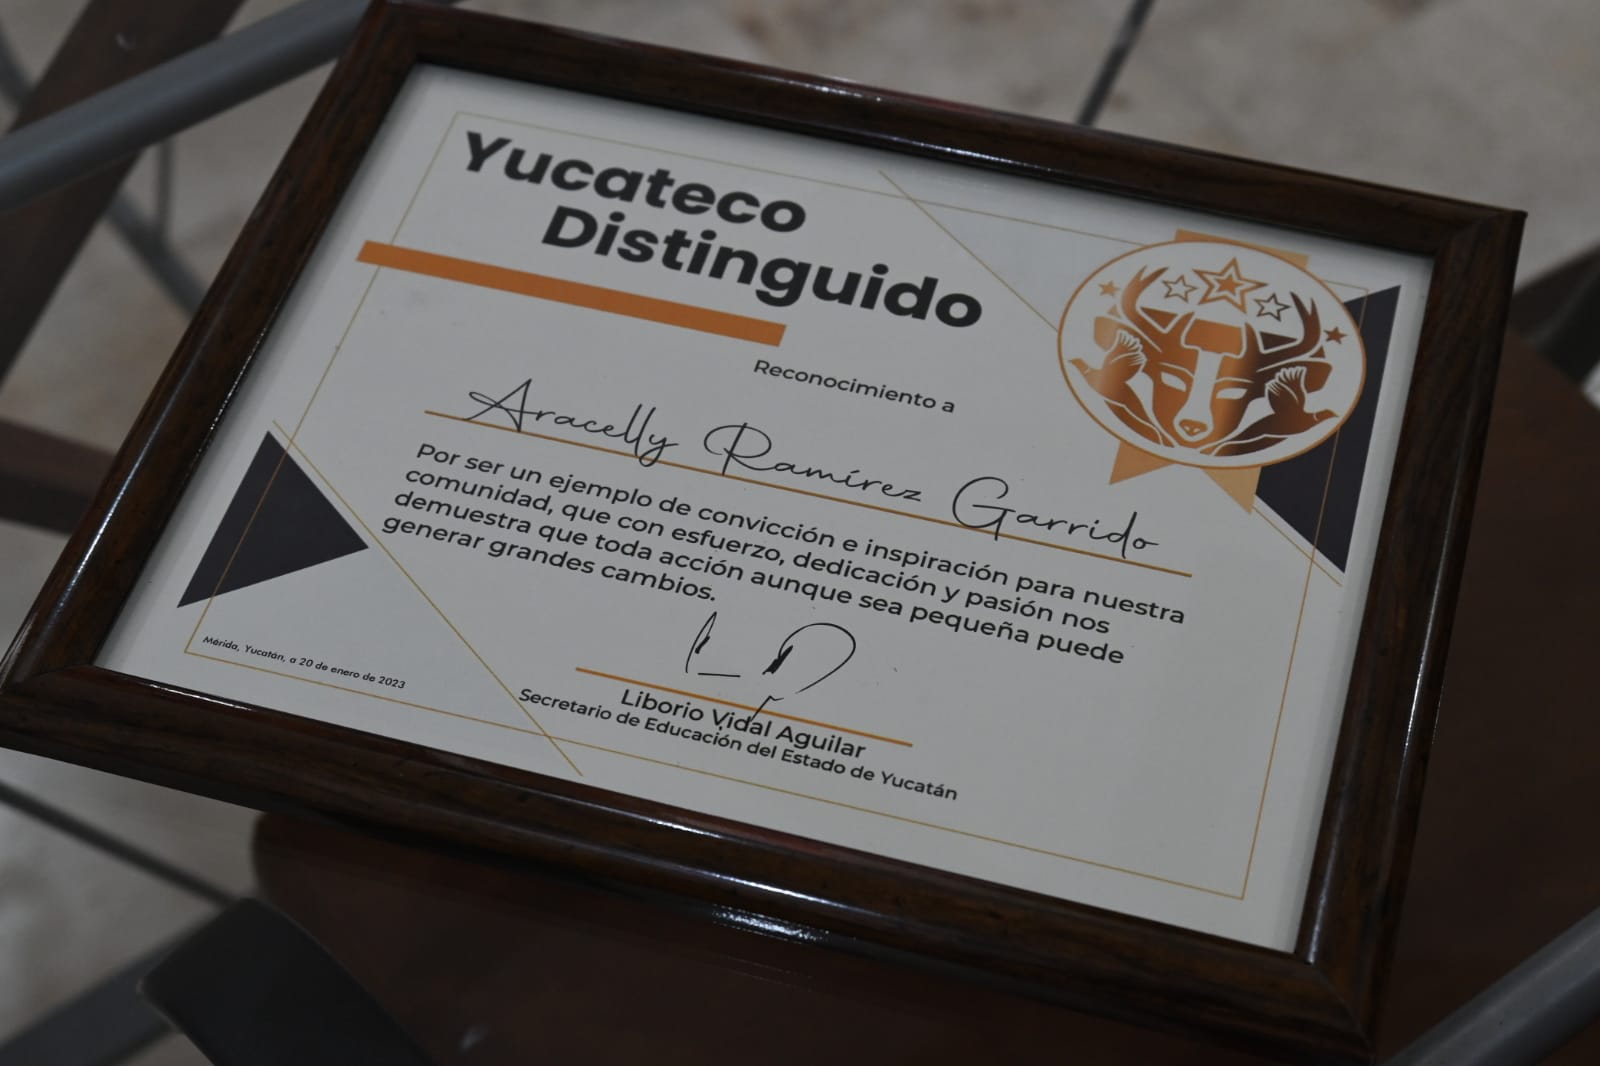 Yucateco
Distinguido
Reconocimiento a
Aracelly Ramírez Garrido
Por ser un ejemplo de convicción e inspiración para nuestra
comunidad, que con esfuerzo, dedicación y pasión nos
demuestra que toda acción aunque sea pequeña puede
generar grandes cambios.
Mérida, Yucatán, a 20 de enero de 2023
Liborio Vidal Aguilar
Secretario de Educación del Estado de Yucatán